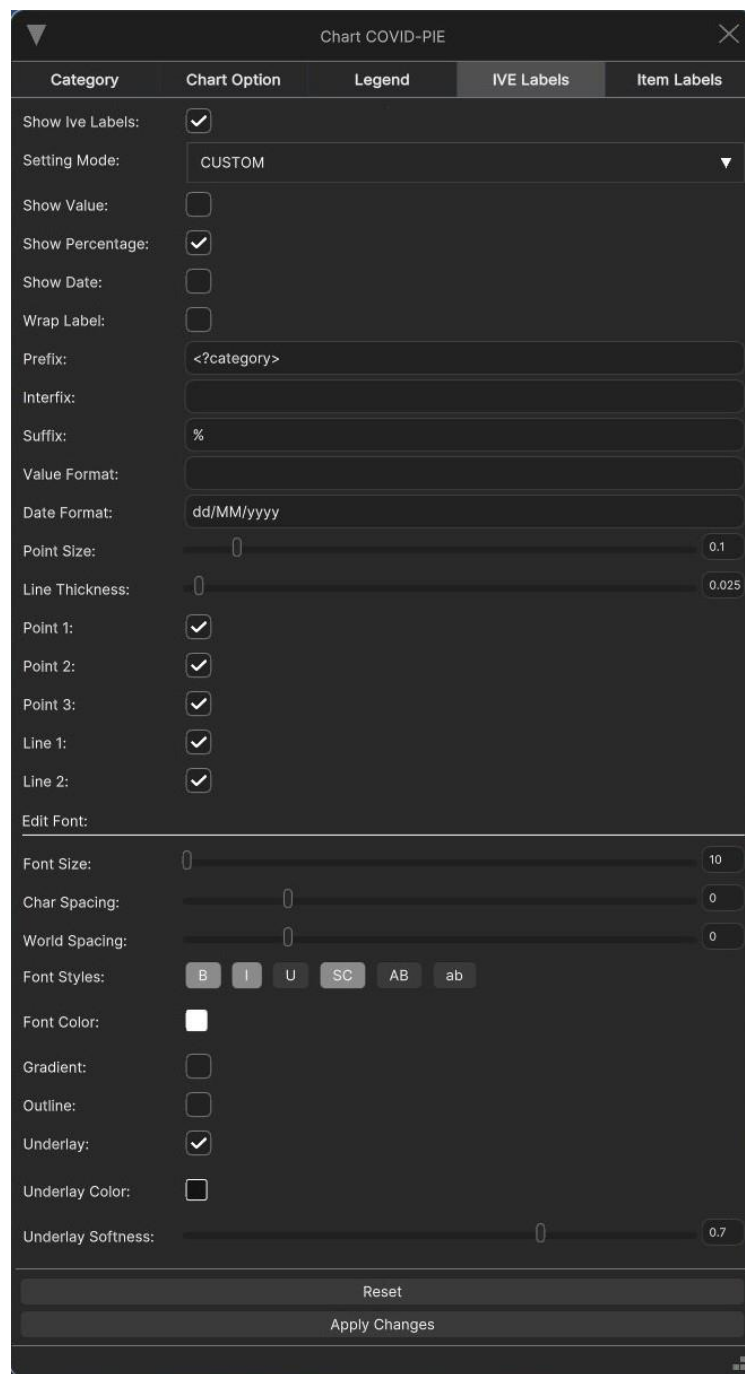 Chart COVID-PIE
Category Chart Option Legend IVE Labels Item Labels
Show Ive Labels:
Setting Mode: CUSTOM
Show Value:
Show Percentage:
Show Date:
Wrap Label:
Prefix: <?category>
Interfix:
Suffix: %
Value Format:
Date Format: dd/MM/yyyy
Point Size: 0.1
Line Thickness: 0.025
Point 1:
Point 2:
Point 3:
Line 1:
Line 2:
Edit Font:
Font Size: 10
Char Spacing: 0
World Spacing: 0
Font Styles: B I U SC AB ab
Font Color:
Gradient:
Outline:
Underlay:
Underlay Color:
Underlay Softness: 0.7
Reset
Apply Changes